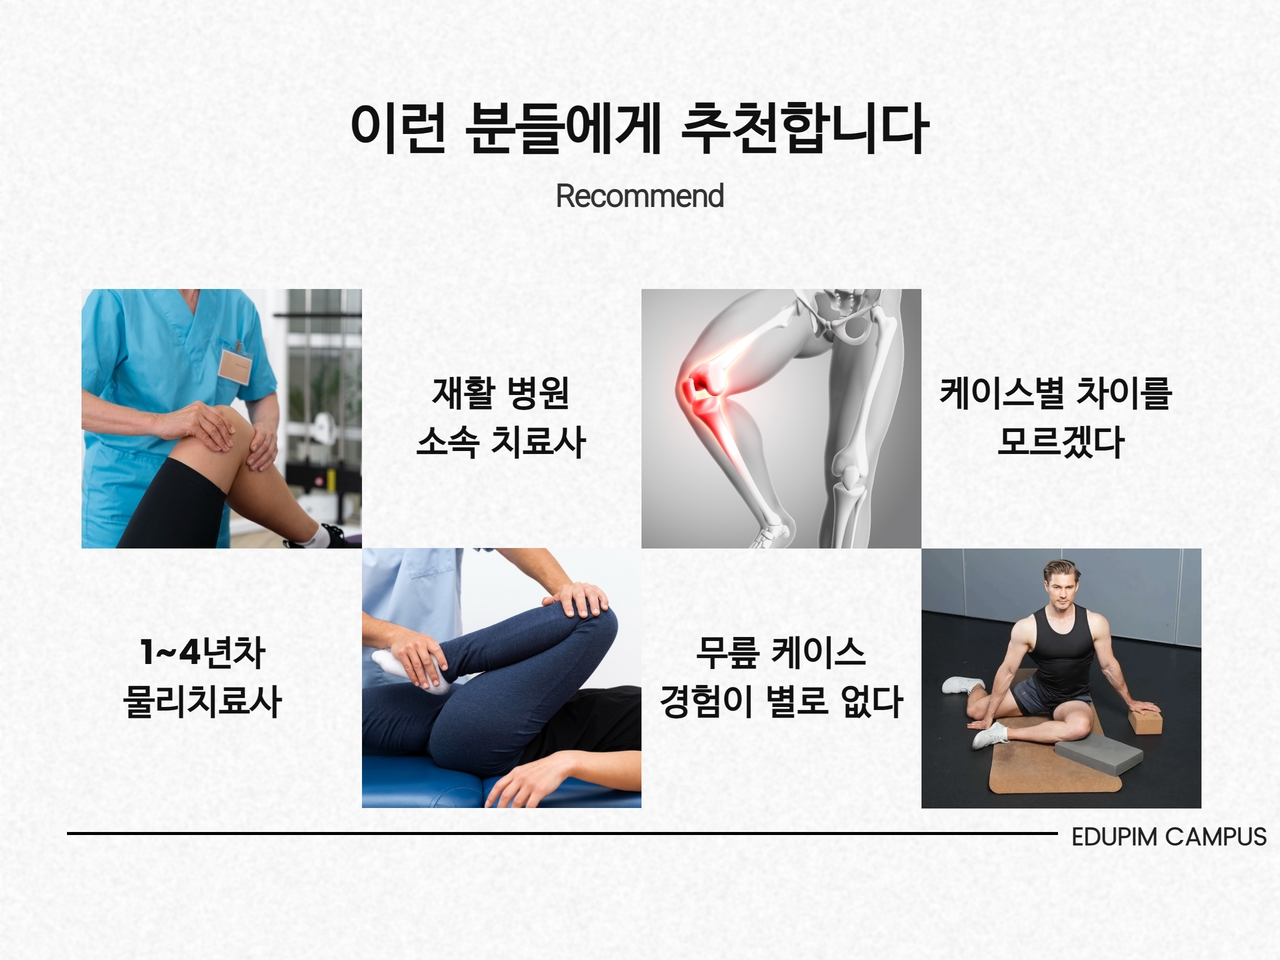 이런 분들에게 추천합니다
Recommend
재활 병원
소속 치료사
케이스별 차이를
모르겠다
1~4년차
물리치료사
무릎 케이스
경험이 별로 없다
EDUPIM CAMPUS